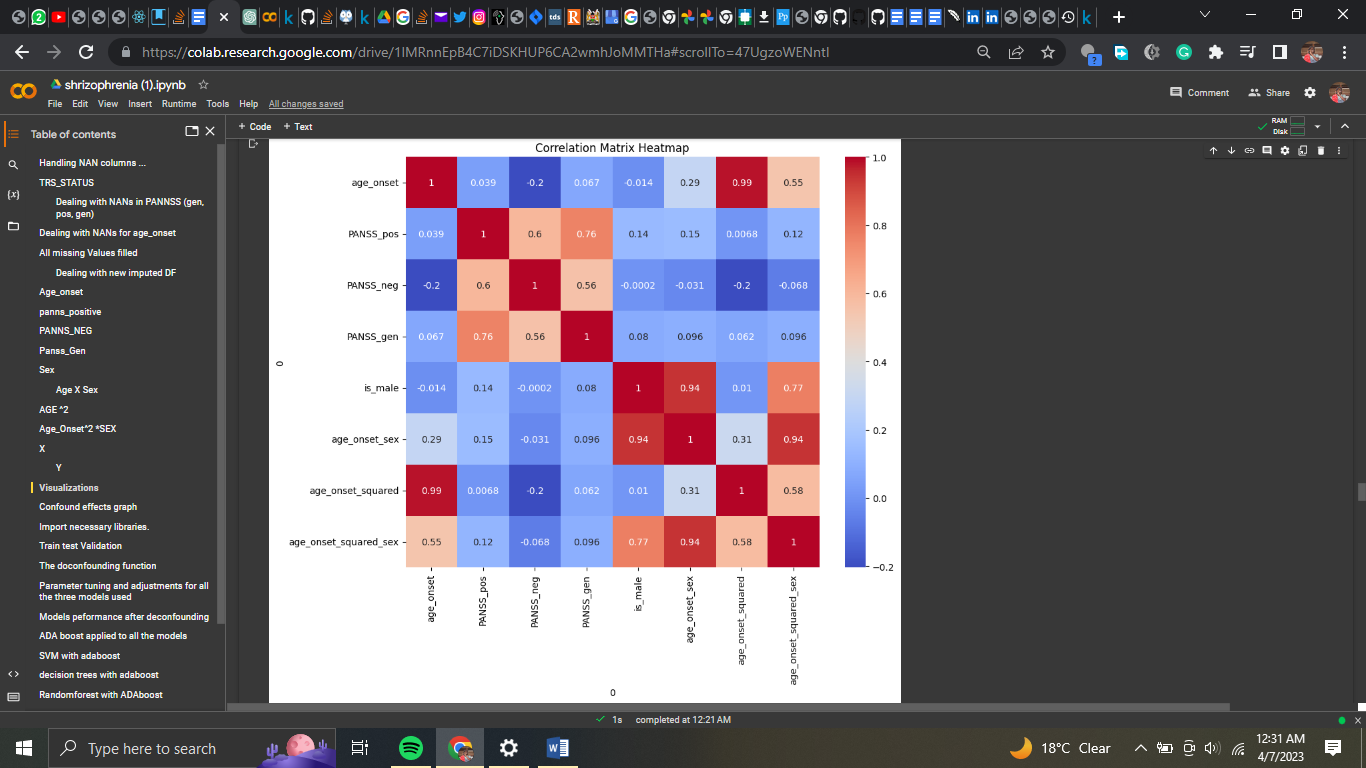 https://colab.research.google.com/drive/1IMRnnEpB4C7iDSKHUP6CA2wmhJoMMTHa#scrollTo=47UgzoWENntl
shrizophrenia (1).ipynb
File Edit View Insert Runtime Tools Help All changes saved
Comment Share
Table of contents
+ Code + Text
RAM
Disk
Handling NAN columns ...
TRS_STATUS
Dealing with NANs in PANNSS (gen,
pos, gen)
Dealing with NANs for age_onset
All missing Values filled
Dealing with new imputed DF
Age_onset
panns_positive
PANNS_NEG
Panss_Gen
Sex
Age X Sex
AGE ^2
Age_Onset^2 *SEX
X
Y
Visualizations
Confound effects graph
Import necessary libraries.
Train test Validation
The doconfounding function
Parameter tuning and adjustments for all
the three models used
Models peformance after deconfounding
ADA boost applied to all the models
SVM with adaboost
decision trees with adaboost
Randomforest with ADAboost
Correlation Matrix Heatmap
age_onset 1 0.039 -0.2 0.067 -0.014 0.29 0.99 0.55
PANSS_pos 0.039 1 0.6 0.76 0.14 0.15 0.0068 0.12
PANSS_neg -0.2 0.6 1 0.56 -0.0002 -0.031 -0.2 -0.068
PANSS_gen 0.067 0.76 0.56 1 0.08 0.096 0.062 0.096
is_male -0.014 0.14 -0.0002 0.08 1 0.94 0.01 0.77
age_onset_sex 0.29 0.15 -0.031 0.096 0.94 1 0.31 0.94
age_onset_squared 0.99 0.0068 -0.2 0.062 0.01 0.31 1 0.58
age_onset_squared_sex 0.55 0.12 -0.068 0.096 0.77 0.94 0.58 1
0
age_onset PANSS_pos PANSS_neg PANSS_gen is_male age_onset_sex age_onset_squared age_onset_squared_sex
0
1.0
0.8
0.6
0.4
0.2
0.0
−0.2
1s completed at 12:21 AM
Type here to search
18°C Clear
12:31 AM
4/7/2023